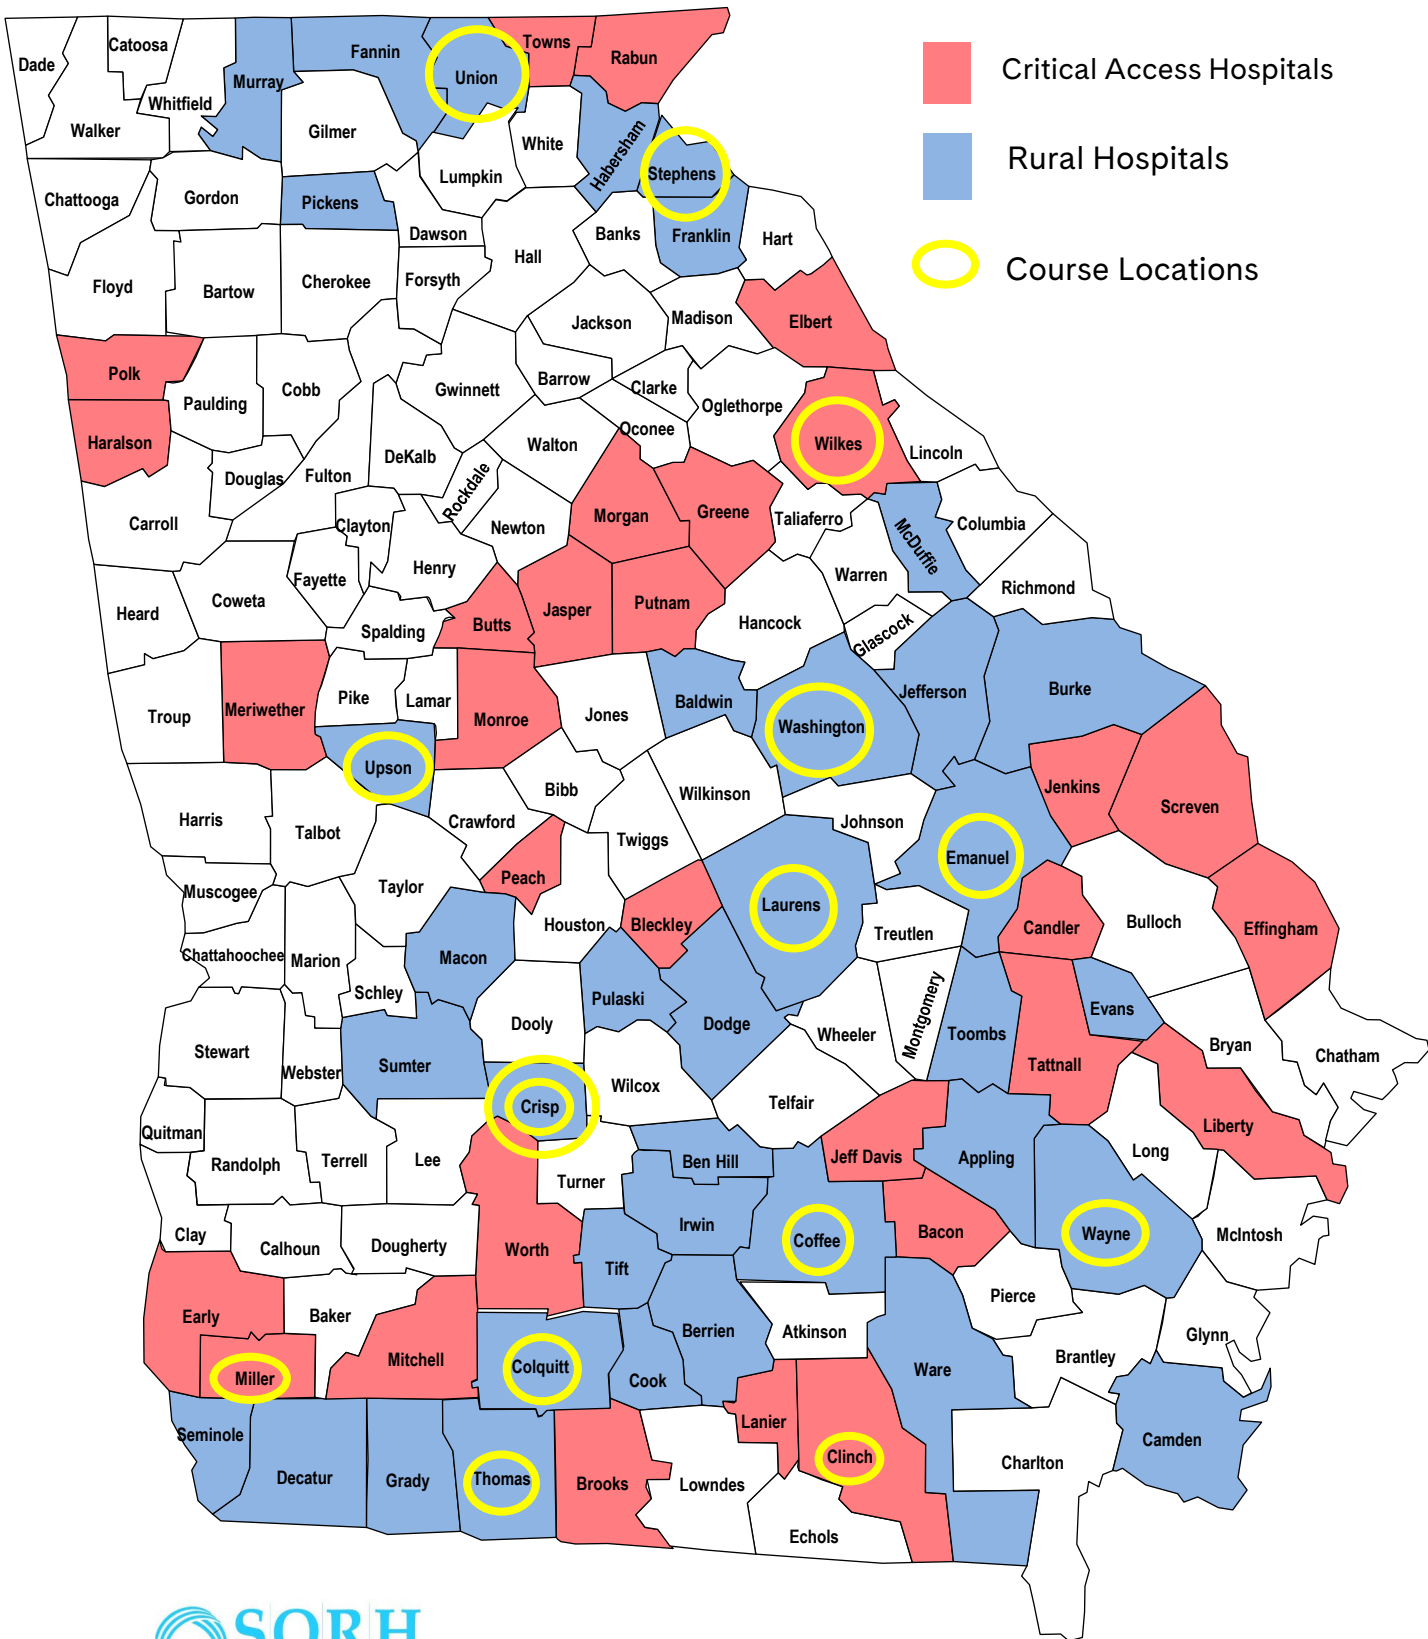 Critical Access Hospitals
Rural Hospitals
Course Locations
Dade
Catoosa
Whitfield
Walker
Murray
Fannin
Gilmer
Union
Towns
Rabun
White
Lumpkin
Habersham
Stephens
Chattooga
Gordon
Pickens
Dawson
Hall
Banks
Franklin
Hart
Floyd
Bartow
Cherokee
Forsyth
Jackson
Madison
Elbert
Polk
Paulding
Cobb
Gwinnett
Barrow
Clarke
Oglethorpe
Haralson
Douglas
Fulton
DeKalb
Rockdale
Walton
Oconee
Wilkes
Lincoln
Carroll
Clayton
Henry
Newton
Morgan
Greene
Taliaferro
McDuffie
Columbia
Heard
Coweta
Fayette
Spalding
Butts
Jasper
Putnam
Hancock
Warren
Glascock
Richmond
Troup
Meriwether
Pike
Lamar
Monroe
Jones
Baldwin
Washington
Jefferson
Burke
Upson
Harris
Talbot
Crawford
Bibb
Wilkinson
Twiggs
Johnson
Jenkins
Screven
Emanuel
Muscogee
Taylor
Peach
Houston
Bleckley
Laurens
Treutlen
Candler
Bulloch
Effingham
Chattahoochee
Marion
Schley
Macon
Dooly
Pulaski
Dodge
Wheeler
Montgomery
Toombs
Evans
Tattnall
Bryan
Chatham
Stewart
Webster
Sumter
Crisp
Wilcox
Telfair
Quitman
Randolph
Terrell
Lee
Turner
Ben Hill
Jeff Davis
Appling
Long
Liberty
Clay
Calhoun
Dougherty
Worth
Tift
Irwin
Coffee
Bacon
Wayne
McIntosh
Early
Baker
Mitchell
Miller
Colquitt
Cook
Berrien
Atkinson
Ware
Pierce
Brantley
Glynn
Seminole
Decatur
Grady
Thomas
Brooks
Lowndes
Lanier
Clinch
Echols
Charlton
Camden
SORH